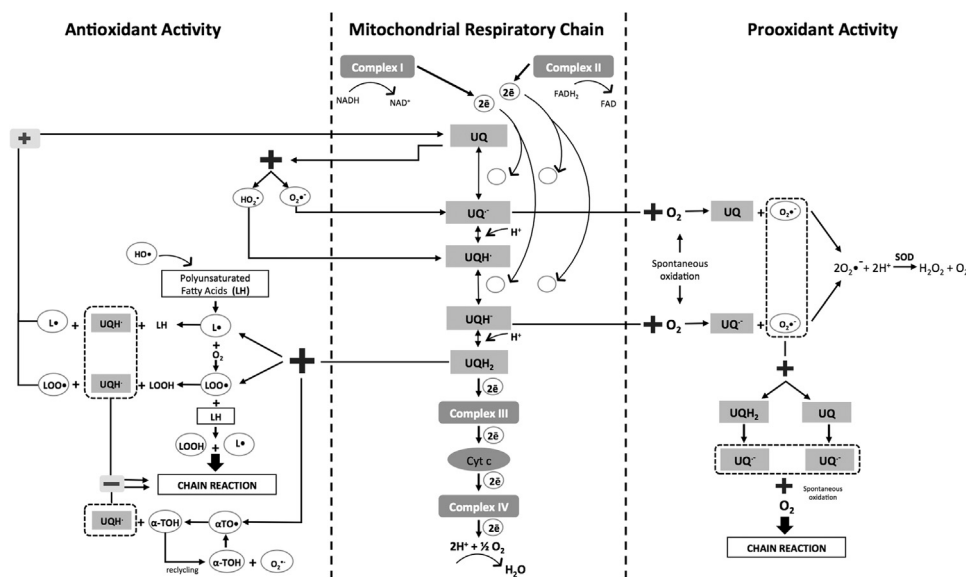 Antioxidant Activity
Mitochondrial Respiratory Chain
Prooxidant Activity
Complex I
Complex II
NADH
NAD⁺
2ē
2ē
FADH₂
FAD
+
UQ
+
HO₂•
O₂•⁻
UQ•⁻
H⁺
UQH•
UQH⁻
H⁺
UQH₂
2ē
Complex III
2ē
Cyt c
2ē
Complex IV
2ē
2H⁺ + ½ O₂
H₂O
HO•
Polyunsaturated
Fatty Acids (LH)
L• + UQH• + LH L•
+ O₂
+
LOO• + UQH• + LOOH LOO•
+
LH
LOOH + L•
CHAIN REACTION
−
UQH• + α-TOH αTO•
reclycling
α-TOH + O₂•⁻
+ O₂ UQ + O₂•⁻
Spontaneous
oxidation
+ O₂ UQ•⁻ + O₂•⁻
2O₂•⁻ + 2H⁺ SOD H₂O₂ + O₂
+
UQH₂ UQ
UQ•⁻ UQ•⁻
+ Spontaneous
oxidation
O₂
CHAIN REACTION